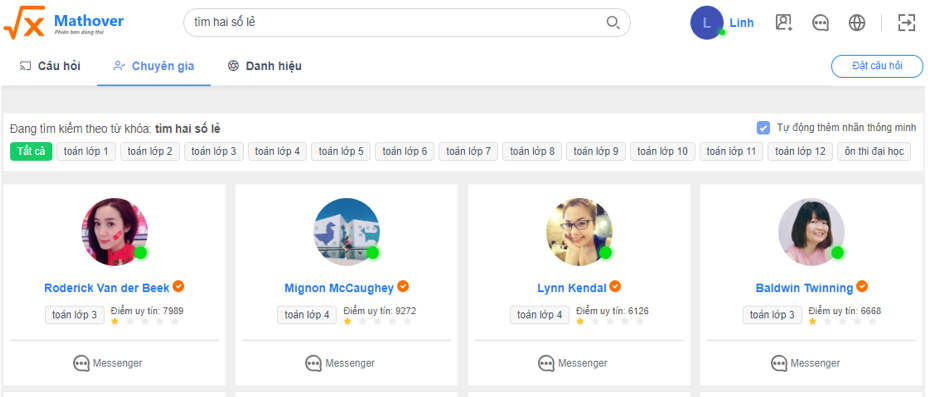 √x Mathover
Phiên bản dùng thử
tìm hai số lẻ
L Linh
Câu hỏi Chuyên gia Danh hiệu Đặt câu hỏi
Đang tìm kiếm theo từ khóa: tìm hai số lẻ
Tự động thêm nhãn thông minh
Tất cả toán lớp 1 toán lớp 2 toán lớp 3 toán lớp 4 toán lớp 5 toán lớp 6 toán lớp 7 toán lớp 8 toán lớp 9 toán lớp 10 toán lớp 11 toán lớp 12 ôn thi đại học
Roderick Van der Beek
toán lớp 3 Điểm uy tín: 7989
Messenger
Mignon McCaughey
toán lớp 4 Điểm uy tín: 9272
Messenger
Lynn Kendal
toán lớp 4 Điểm uy tín: 6126
Messenger
Baldwin Twinning
toán lớp 3 Điểm uy tín: 6668
Messenger